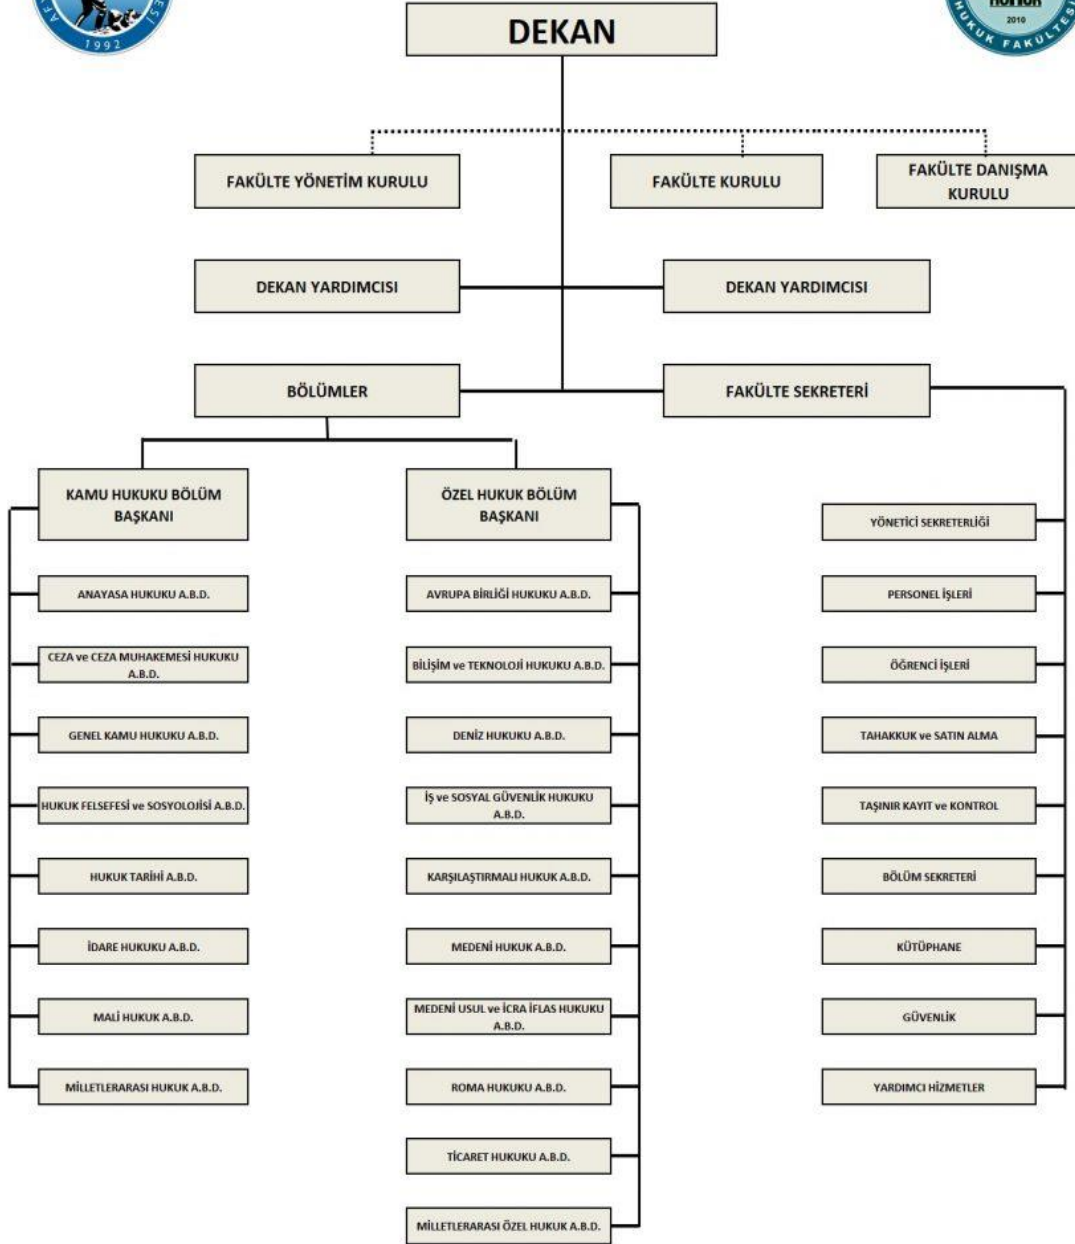 1992
2010
HUKUK FAKÜLTESİ
DEKAN
FAKÜLTE YÖNETİM KURULU
FAKÜLTE KURULU
FAKÜLTE DANIŞMA
KURULU
DEKAN YARDIMCISI
DEKAN YARDIMCISI
BÖLÜMLER
FAKÜLTE SEKRETERİ
KAMU HUKUKU BÖLÜM
BAŞKANI
ANAYASA HUKUKU A.B.D.
CEZA ve CEZA MUHAKEMESİ HUKUKU
A.B.D.
GENEL KAMU HUKUKU A.B.D.
HUKUK FELSEFESİ ve SOSYOLOJİSİ A.B.D.
HUKUK TARİHİ A.B.D.
İDARE HUKUKU A.B.D.
MALİ HUKUK A.B.D.
MİLLETLERARASI HUKUK A.B.D.
ÖZEL HUKUK BÖLÜM
BAŞKANI
AVRUPA BİRLİĞİ HUKUKU A.B.D.
BİLİŞİM ve TEKNOLOJİ HUKUKU A.B.D.
DENİZ HUKUKU A.B.D.
İŞ ve SOSYAL GÜVENLİK HUKUKU
A.B.D.
KARŞILAŞTIRMALI HUKUK A.B.D.
MEDENİ HUKUK A.B.D.
MEDENİ USUL ve İCRA İFLAS HUKUKU
A.B.D.
ROMA HUKUKU A.B.D.
TİCARET HUKUKU A.B.D.
MİLLETLERARASI ÖZEL HUKUK A.B.D.
YÖNETİCİ SEKRETERLİĞİ
PERSONEL İŞLERİ
ÖĞRENCİ İŞLERİ
TAHAKKUK ve SATIN ALMA
TAŞINIR KAYIT ve KONTROL
BÖLÜM SEKRETERİ
KÜTÜPHANE
GÜVENLİK
YARDIMCI HİZMETLER